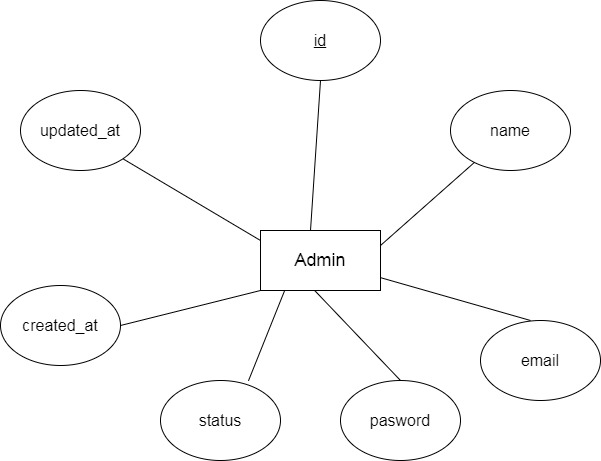 id
updated_at
name
Admin
created_at
email
status
pasword